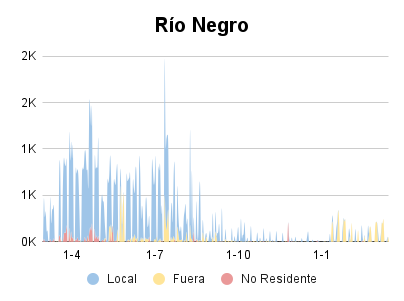 Río Negro
2K
2K
1K
1K
0K
1-4 1-7 1-10 1-1
Local Fuera No Residente